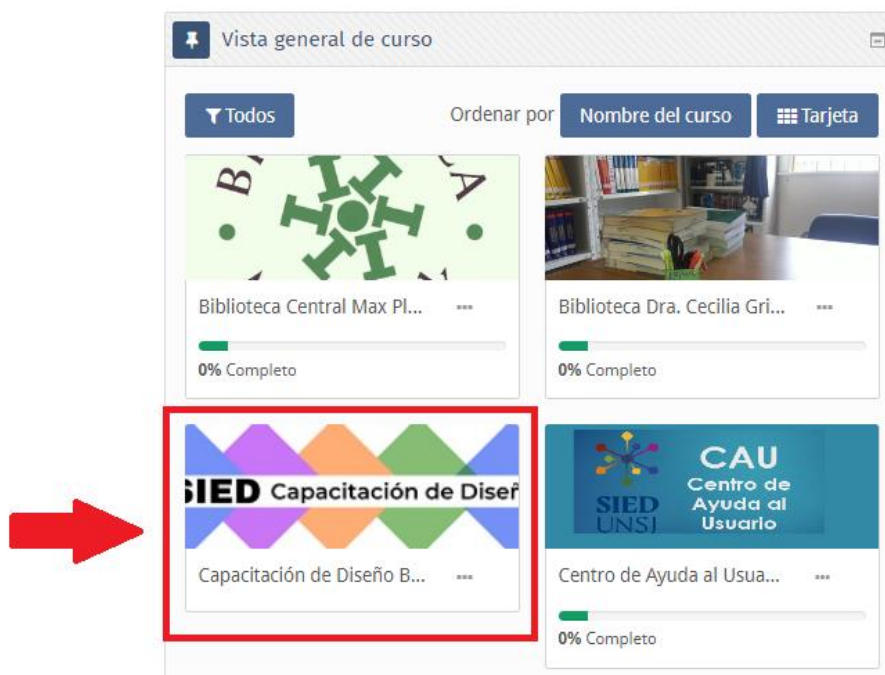 Vista general de curso
Todos
Ordenar por
Nombre del curso
Tarjeta
Biblioteca Central Max Pl... ...
Biblioteca Dra. Cecilia Gri... ...
0% Completo
0% Completo
SIED Capacitación de Diseñ
CAU
Centro de
Ayuda al
Usuario
SIED
UNSJ
Capacitación de Diseño B... ...
Centro de Ayuda al Usua... ...
0% Completo